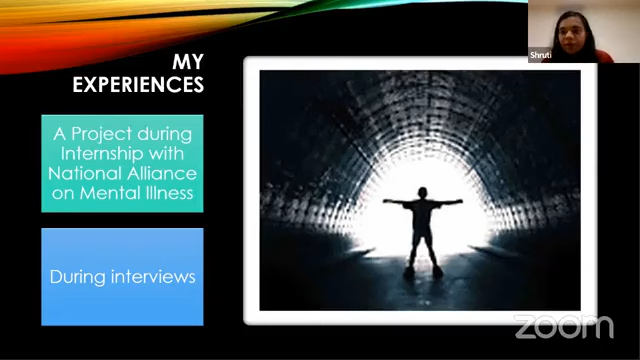 Shruti
MY
EXPERIENCES
A Project during
Internship with
National Alliance
on Mental Illness
During interviews
zoom